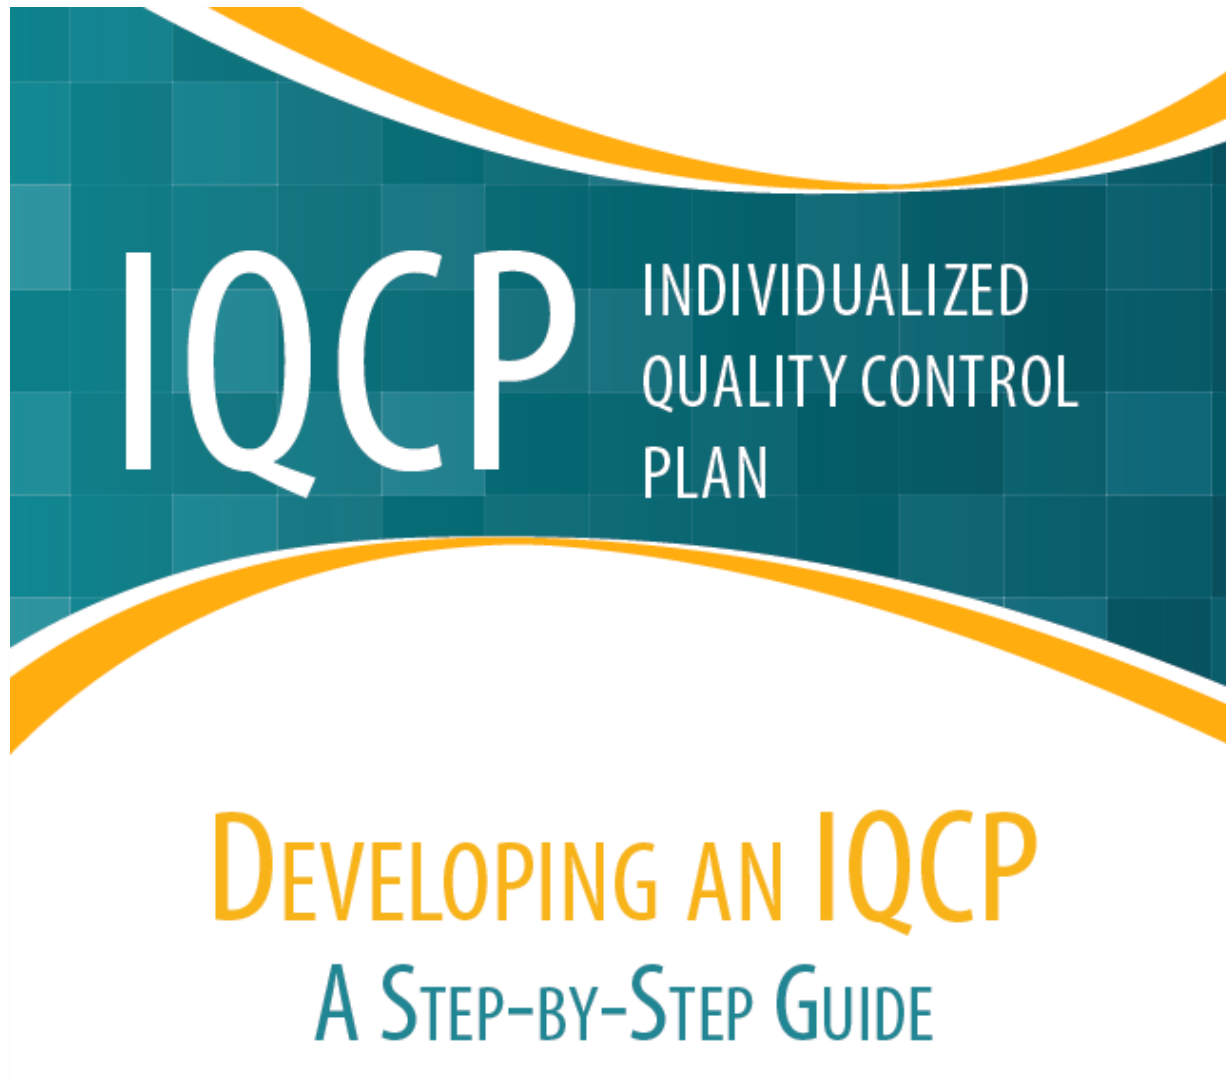 IQCP
INDIVIDUALIZED
QUALITY CONTROL
PLAN
DEVELOPING AN IQCP
A STEP-BY-STEP GUIDE